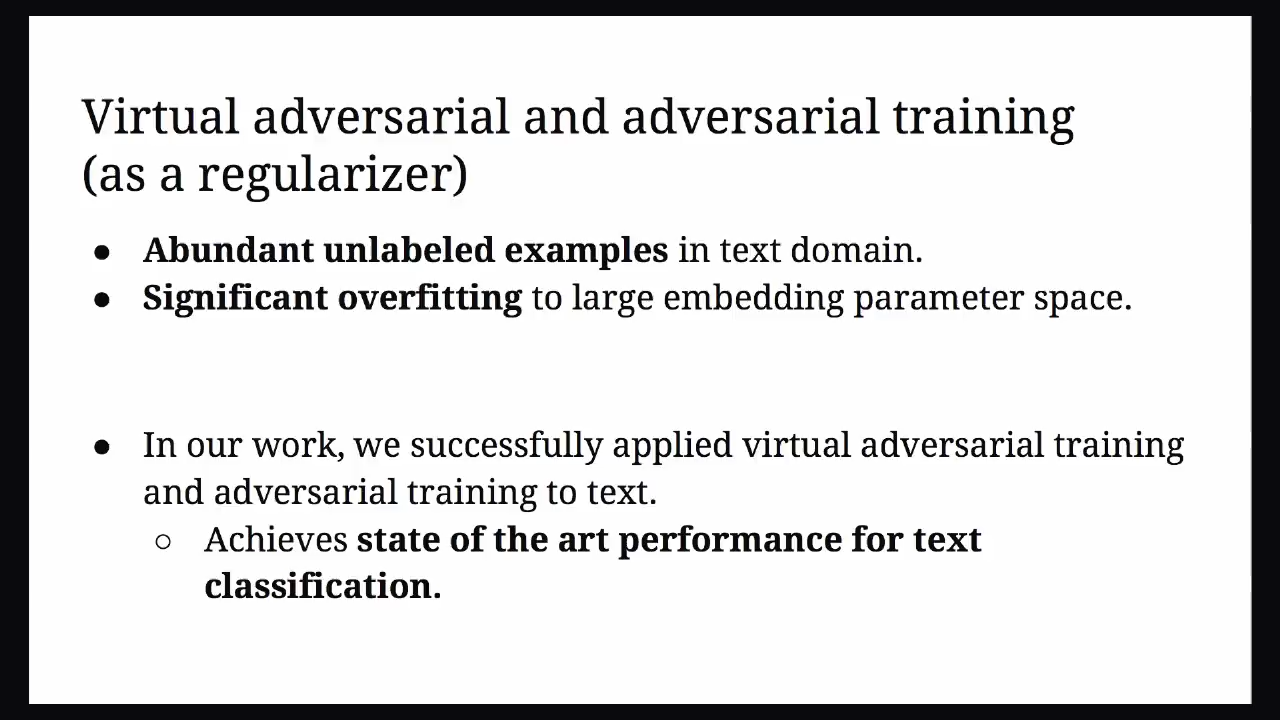 Virtual adversarial and adversarial training
(as a regularizer)
● Abundant unlabeled examples in text domain.
● Significant overfitting to large embedding parameter space.
● In our work, we successfully applied virtual adversarial training
and adversarial training to text.
○ Achieves state of the art performance for text
classification.